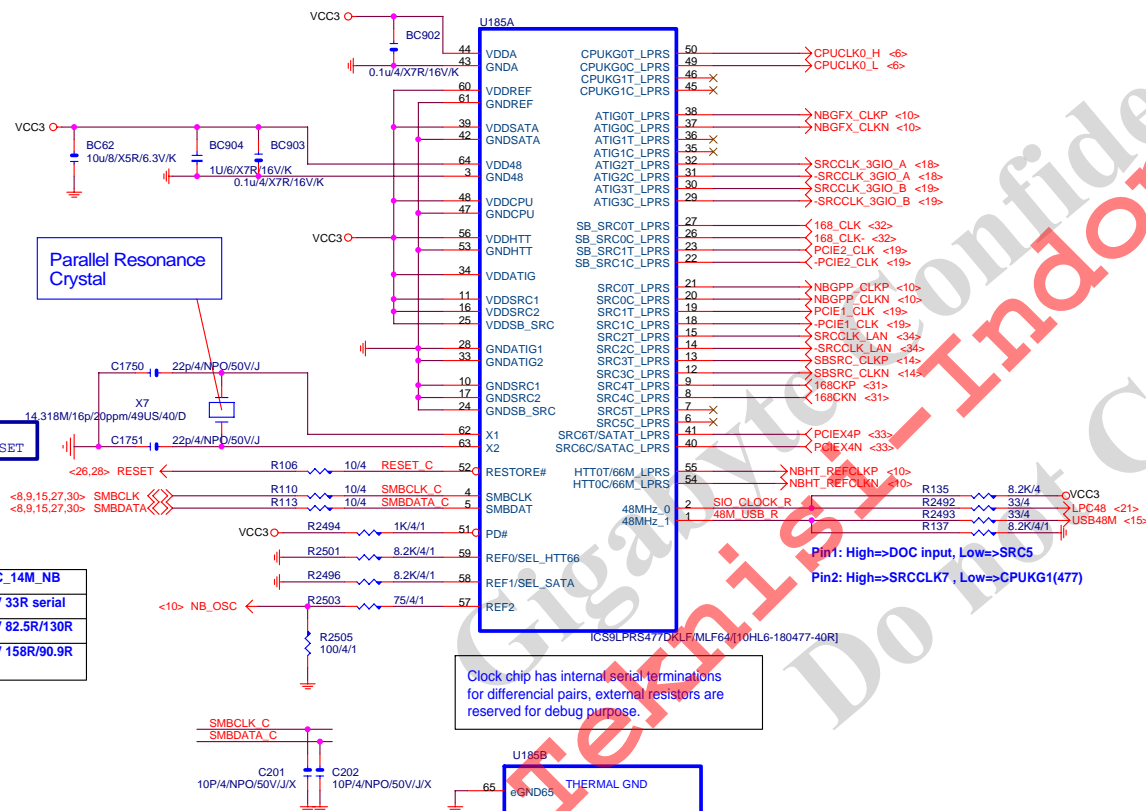 VCC3
U185A
BC902
0.1u/4/X7R/16V/K
44 VDDA
43 GNDA
60 VDDREF
61 GNDREF
39 VDDSATA
42 GNDSATA
64 VDD48
3 GND48
48 VDDCPU
47 GNDCPU
56 VDDHTT
53 GNDHTT
34 VDDATIG
11 VDDSRC1
16 VDDSRC2
25 VDDSB_SRC
28 GNDATIG1
33 GNDATIG2
10 GNDSRC1
17 GNDSRC2
24 GNDSB_SRC
62 X1
63 X2
52 RESTORE#
4 SMBCLK
5 SMBDAT
51 PD#
59 REF0/SEL_HTT66
58 REF1/SEL_SATA
57 REF2
CPUKG0T_LPRS 50 CPUCLK0_H <6>
CPUKG0C_LPRS 49 CPUCLK0_L <6>
CPUKG1T_LPRS 46
CPUKG1C_LPRS 45
ATIG0T_LPRS 38 NBGFX_CLKP <10>
ATIG0C_LPRS 37 NBGFX_CLKN <10>
ATIG1T_LPRS 36
ATIG1C_LPRS 35
ATIG2T_LPRS 32 SRCCLK_3GIO_A <18>
ATIG2C_LPRS 31 -SRCCLK_3GIO_A <18>
ATIG3T_LPRS 30 SRCCLK_3GIO_B <19>
ATIG3C_LPRS 29 -SRCCLK_3GIO_B <19>
SB_SRC0T_LPRS 27 168_CLK <32>
SB_SRC0C_LPRS 26 168_CLK- <32>
SB_SRC1T_LPRS 23 PCIE2_CLK <19>
SB_SRC1C_LPRS 22 -PCIE2_CLK <19>
SRC0T_LPRS 21 NBGPP_CLKP <10>
SRC0C_LPRS 20 NBGPP_CLKN <10>
SRC1T_LPRS 19 PCIE1_CLK <19>
SRC1C_LPRS 18 -PCIE1_CLK <19>
SRC2T_LPRS 15 SRCCLK_LAN <34>
SRC2C_LPRS 14 -SRCCLK_LAN <34>
SRC3T_LPRS 13 SBSRC_CLKP <14>
SRC3C_LPRS 12 SBSRC_CLKN <14>
SRC4T_LPRS 9 168CKP <31>
SRC4C_LPRS 8 168CKN <31>
SRC5T_LPRS 7
SRC5C_LPRS 6
SRC6T/SATAT_LPRS 41 PCIEX4P <33>
SRC6C/SATAC_LPRS 40 PCIEX4N <33>
HTT0T/66M_LPRS 55 NBHT_REFCLKP <10>
HTT0C/66M_LPRS 54 NBHT_REFCLKN <10>
48MHz_0 2 SIO_CLOCK_R
48MHz_1 1 48M_USB_R
R135 8.2K/4 VCC3
R2492 33/4 LPC48 <21>
R2493 33/4 USB48M <15>
R137 8.2K/4/1
Pin1: High=>DOC input, Low=>SRC5
Pin2: High=>SRCCLK7 , Low=>CPUKG1(477)
VCC3
BC62
10u/8/X5R/6.3V/K
BC904
1U/6/X7R/16V/K
BC903
0.1u/4/X7R/16V/K
VCC3
Parallel Resonance
Crystal
C1750 22p/4/NPO/50V/J
X7
14.318M/16p/20ppm/49US/40/D
C1751 22p/4/NPO/50V/J
SET
<26,28> RESET R106 10/4 RESET_C
<8,9,15,27,30> SMBCLK R110 10/4 SMBCLK_C
<8,9,15,27,30> SMBDATA R113 10/4 SMBDATA_C
VCC3 R2494 1K/4/1
R2501 8.2K/4/1
R2496 8.2K/4/1
<10> NB_OSC R2503 75/4/1
R2505
100/4/1
C_14M_NB
/ 33R serial
/ 82.5R/130R
/ 158R/90.9R
ICS9LPRS477DKLF/MLF64/[10HL6-180477-40R]
Clock chip has internal serial terminations
for differencial pairs, external resistors are
reserved for debug purpose.
SMBCLK_C
SMBDATA_C
C201
10P/4/NPO/50V/J/X
C202
10P/4/NPO/50V/J/X
U185B
65 eGND65
THERMAL GND
Gigabyte Confide
Do not C
Teknisi-Indon